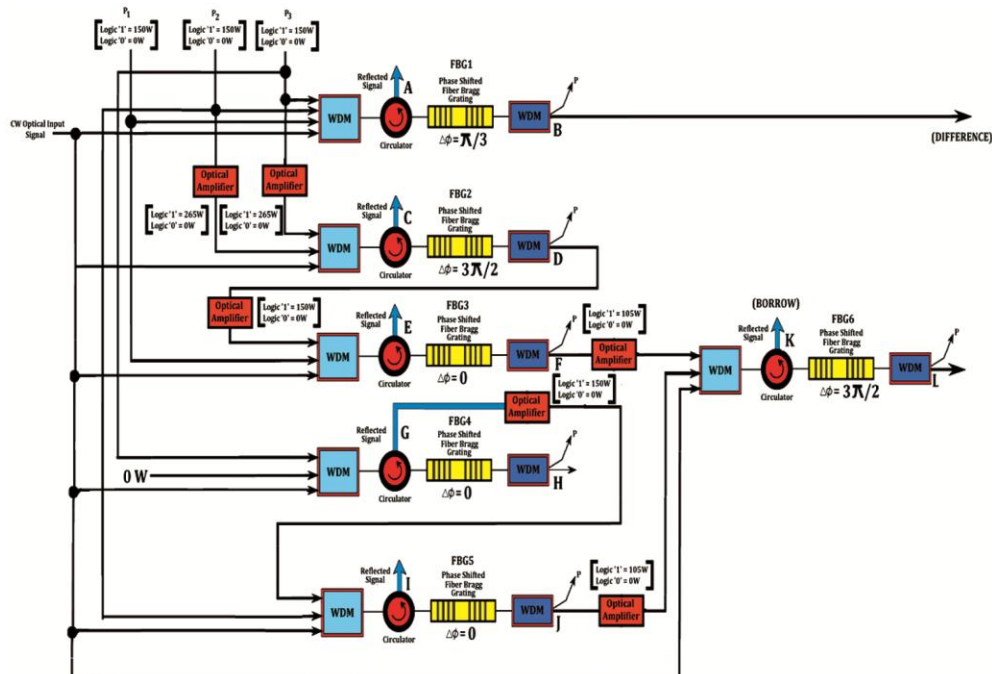 P1
P2
P3
Logic '1' = 150W
Logic '0' = 0W
Logic '1' = 150W
Logic '0' = 0W
Logic '1' = 150W
Logic '0' = 0W
CW Optical Input
Signal
WDM
Reflected
Signal
A
Circulator
FBG1
Phase Shifted
Fiber Bragg
Grating
Δϕ = π/3
WDM
P
B
(DIFFERENCE)
Optical
Amplifier
Optical
Amplifier
Logic '1' = 265W
Logic '0' = 0W
Logic '1' = 265W
Logic '0' = 0W
WDM
Reflected
Signal
C
Circulator
FBG2
Phase Shifted
Fiber Bragg
Grating
Δϕ = 3π/2
WDM
P
D
Optical
Amplifier
Logic '1' = 150W
Logic '0' = 0W
WDM
Reflected
Signal
E
Circulator
FBG3
Phase Shifted
Fiber Bragg
Grating
Δϕ = 0
WDM
P
F
Logic '1' = 105W
Logic '0' = 0W
Optical
Amplifier
WDM
(BORROW)
Reflected
Signal
K
Circulator
FBG6
Phase Shifted
Fiber Bragg
Grating
Δϕ = 3π/2
WDM
P
L
0 W
WDM
Reflected
Signal
G
Circulator
FBG4
Phase Shifted
Fiber Bragg
Grating
Δϕ = 0
Optical
Amplifier
Logic '1' = 150W
Logic '0' = 0W
WDM
P
H
WDM
Reflected
Signal
I
Circulator
FBG5
Phase Shifted
Fiber Bragg
Grating
Δϕ = 0
WDM
P
J
Logic '1' = 105W
Logic '0' = 0W
Optical
Amplifier